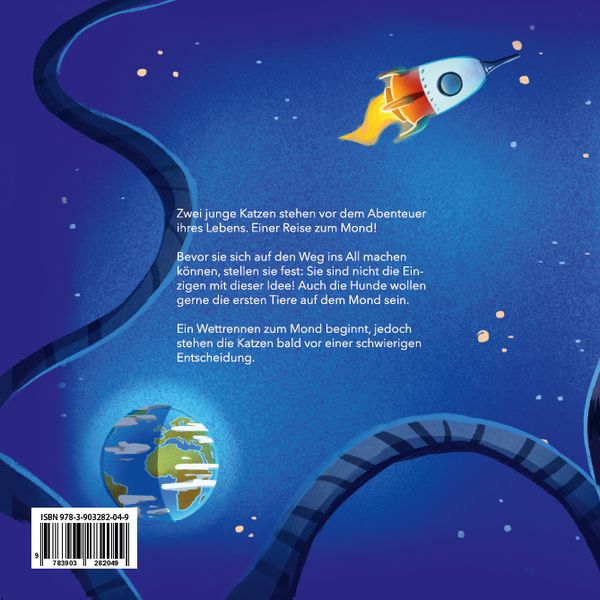 Zwei junge Katzen stehen vor dem Abenteuer
ihres Lebens. Einer Reise zum Mond!
Bevor sie sich auf den Weg ins All machen
können, stellen sie fest: Sie sind nicht die Ein-
zigen mit dieser Idee! Auch die Hunde wollen
gerne die ersten Tiere auf dem Mond sein.
Ein Wettrennen zum Mond beginnt, jedoch
stehen die Katzen bald vor einer schwierigen
Entscheidung.
ISBN 978-3-903282-04-9
9 783903 282049